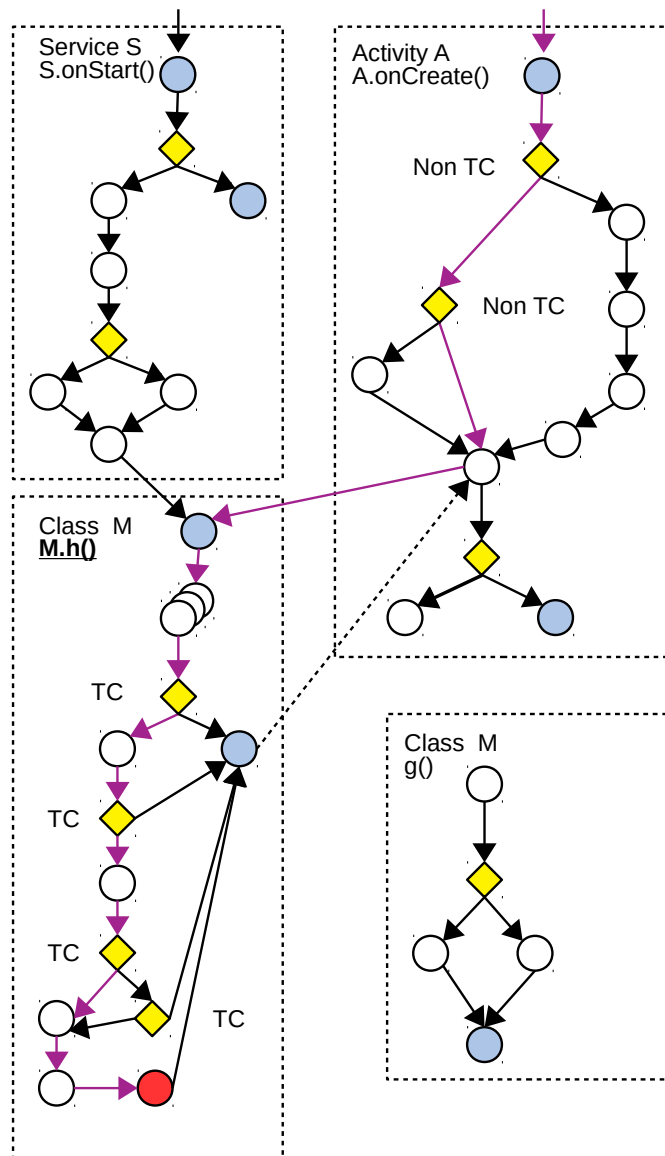 Service S
S.onStart()
Activity A
A.onCreate()
Non TC
Non TC
Class M
M.h()
TC
TC
TC
TC
Class M
g()